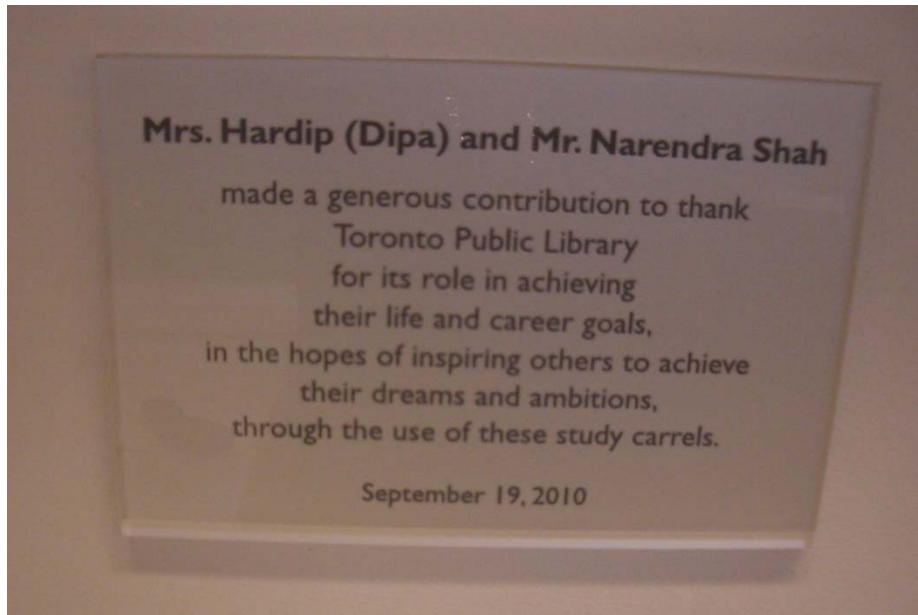 Mrs. Hardip (Dipa) and Mr. Narendra Shah
made a generous contribution to thank
Toronto Public Library
for its role in achieving
their life and career goals,
in the hopes of inspiring others to achieve
their dreams and ambitions,
through the use of these study carrels.
September 19, 2010